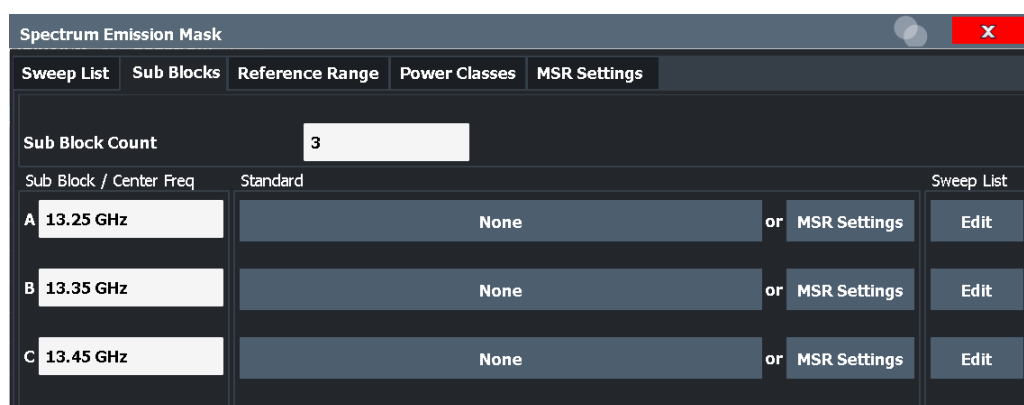 Spectrum Emission Mask
X
Sweep List Sub Blocks Reference Range Power Classes MSR Settings
Sub Block Count 3
Sub Block / Center Freq Standard Sweep List
A 13.25 GHz None or MSR Settings Edit
B 13.35 GHz None or MSR Settings Edit
C 13.45 GHz None or MSR Settings Edit